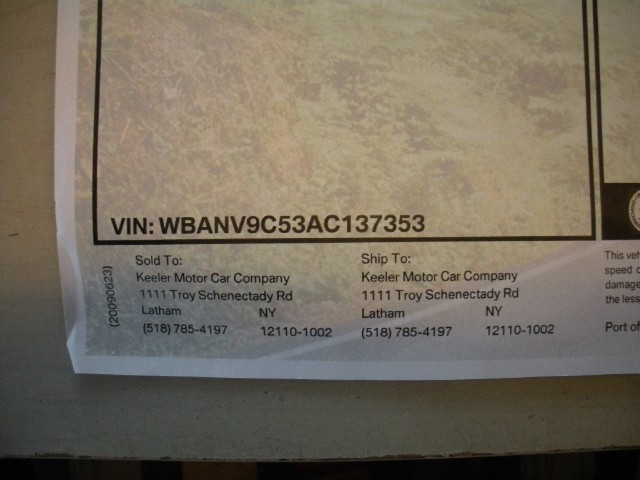 VIN: WBANV9C53AC137353
(20090623)
Sold To:
Keeler Motor Car Company
1111 Troy Schenectady Rd
Latham NY
(518) 785-4197 12110-1002
Ship To:
Keeler Motor Car Company
1111 Troy Schenectady Rd
Latham NY
(518) 785-4197 12110-1002
This
speed
damage
the
Port of